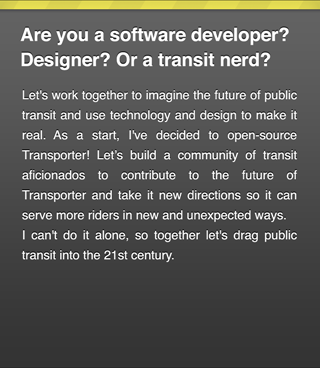 Are you a software developer?
Designer? Or a transit nerd?
Let's work together to imagine the future of public
transit and use technology and design to make it
real. As a start, I've decided to open-source
Transporter! Let's build a community of transit
aficionados to contribute to the future of
Transporter and take it new directions so it can
serve more riders in new and unexpected ways.
I can't do it alone, so together let's drag public
transit into the 21st century.